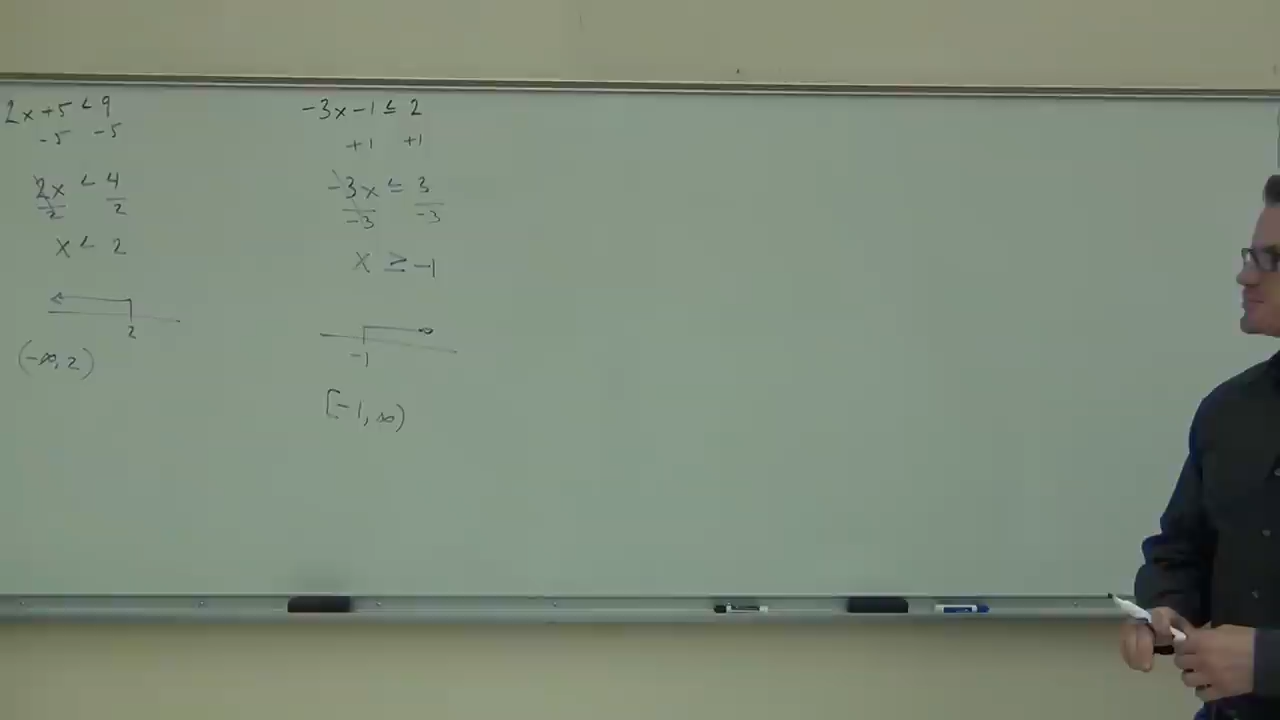 2x + 5 < 9
-5 -5
2x < 4
2 2
x < 2
2
(-∞, 2)
-3x - 1 ≤ 2
+1 +1
-3x ≤ 3
-3 -3
x ≥ -1
-1
[-1, ∞)